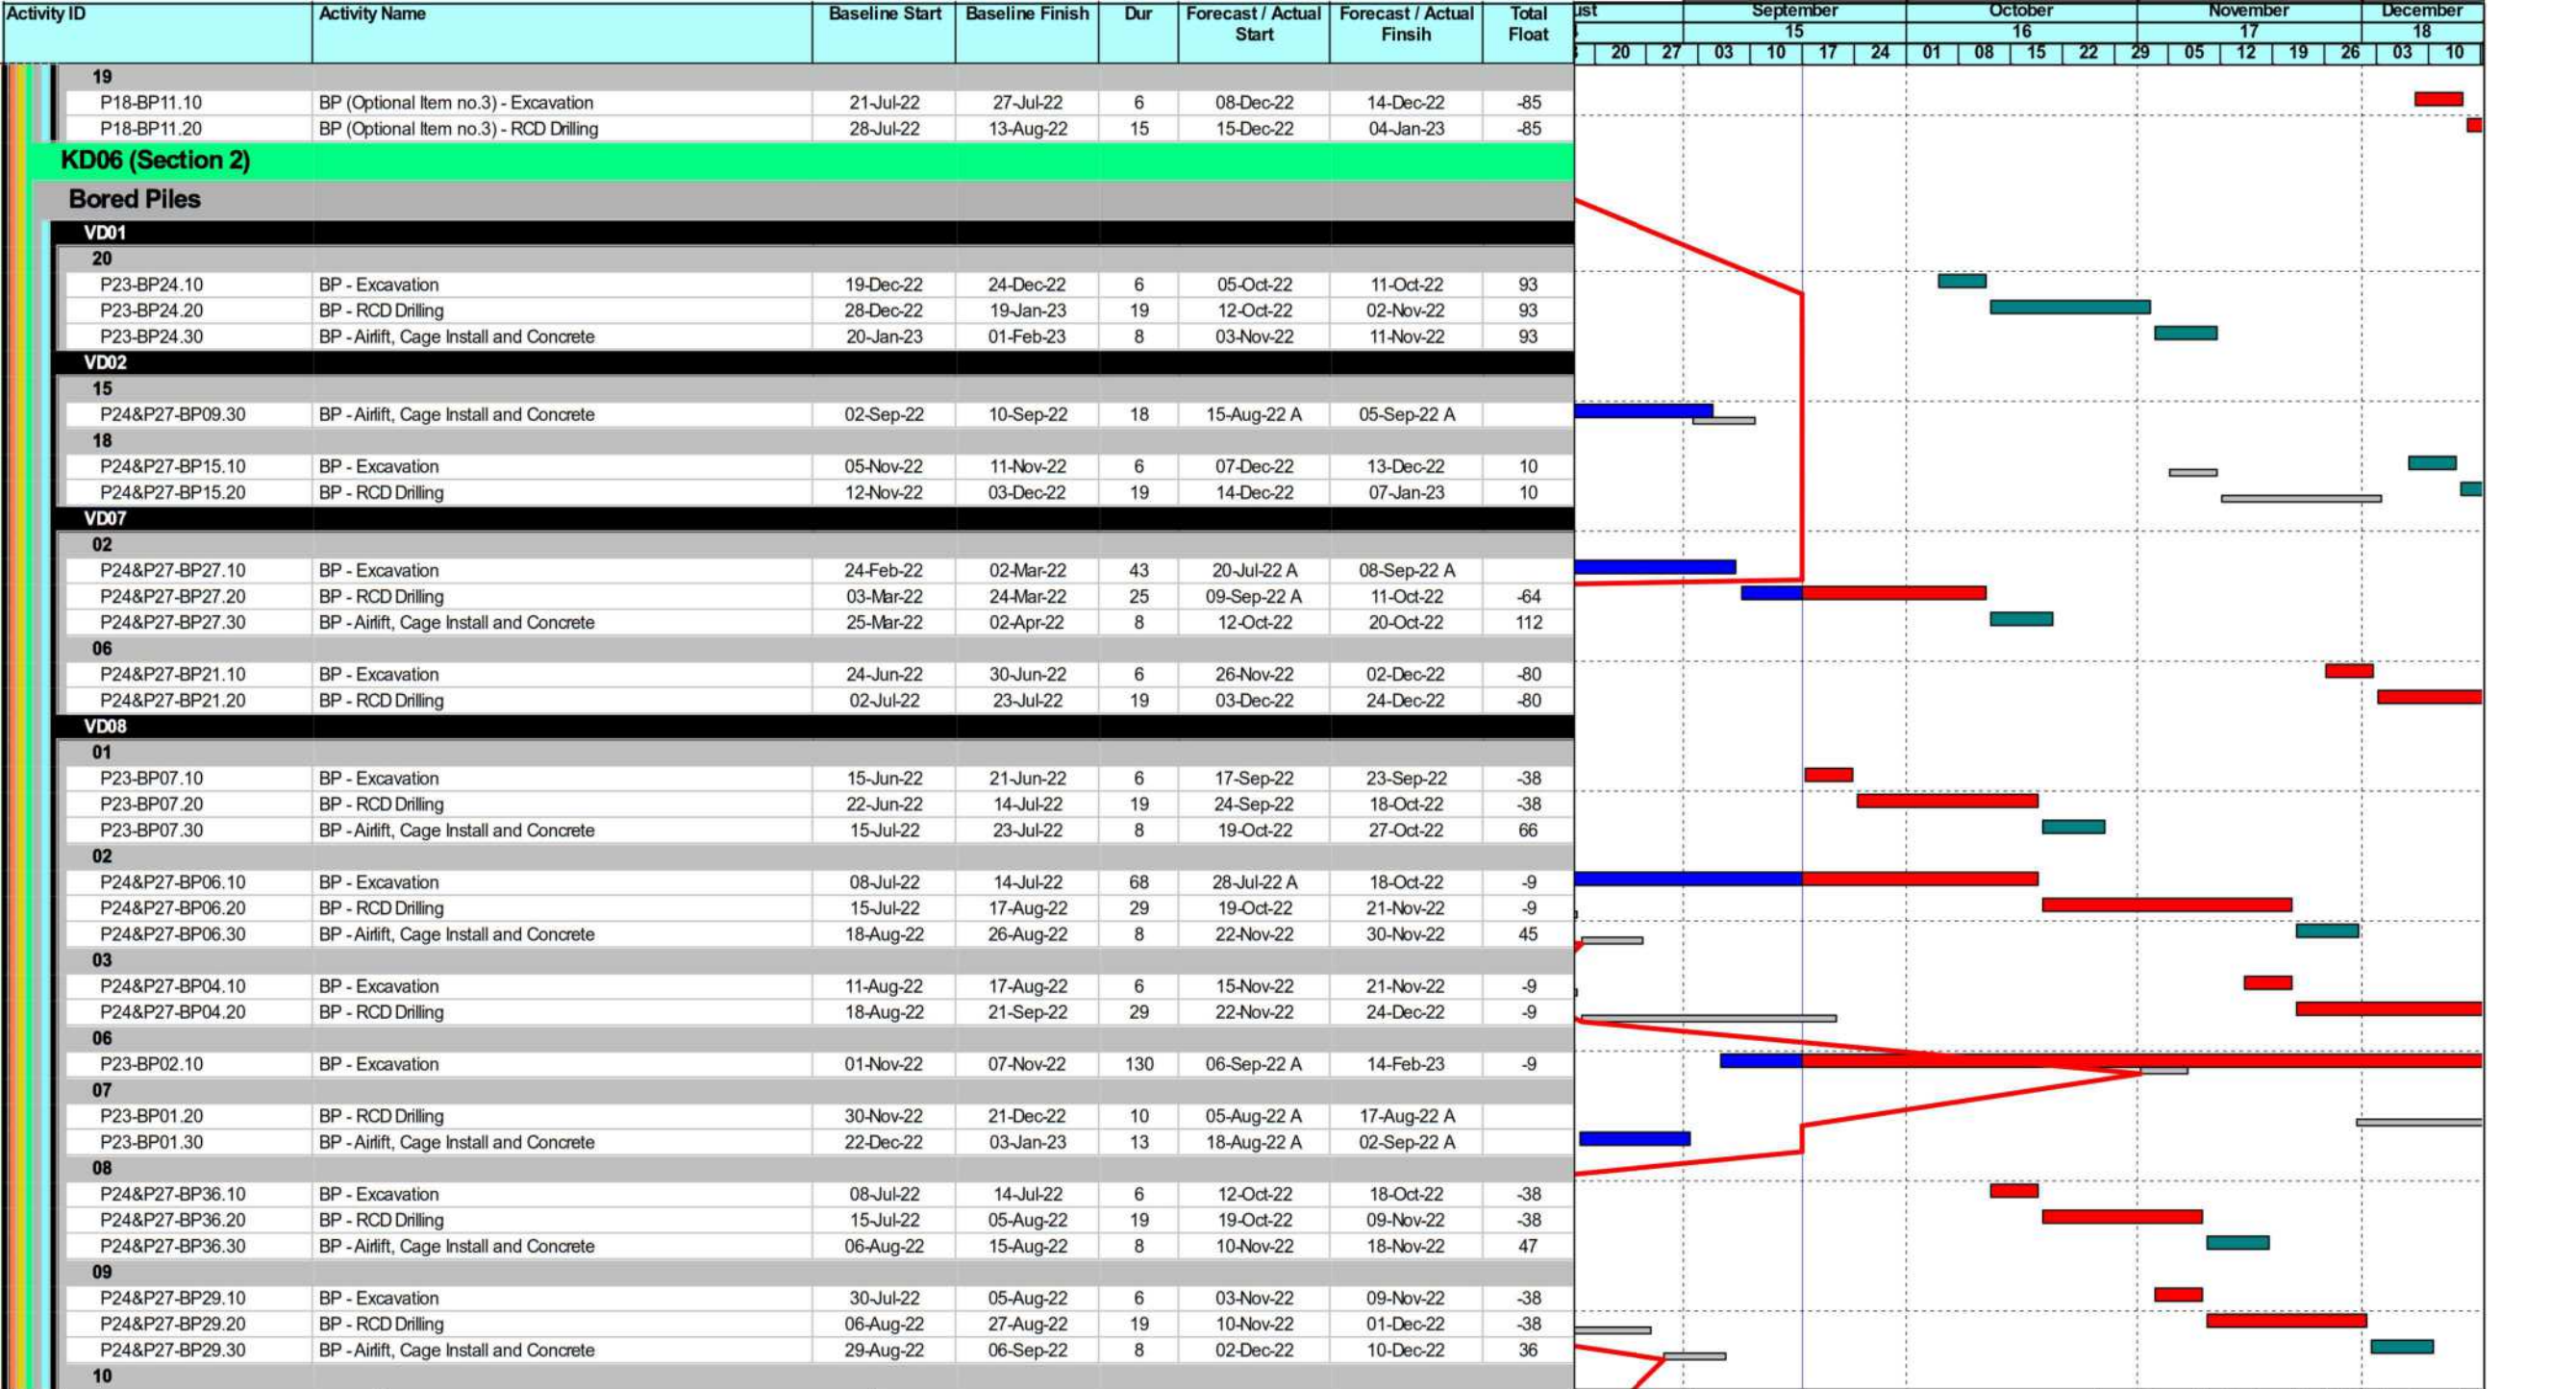 Activity ID Activity Name Baseline Start Baseline Finish Dur Forecast / Actual Start Forecast / Actual Finsih Total Float
September October November December
15 16 17 18
20 27 03 10 17 24 01 08 15 22 29 05 12 19 26 03 10
19
P18-BP11.10 BP (Optional Item no.3) - Excavation 21-Jul-22 27-Jul-22 6 08-Dec-22 14-Dec-22 -85
P18-BP11.20 BP (Optional Item no.3) - RCD Drilling 28-Jul-22 13-Aug-22 15 15-Dec-22 04-Jan-23 -85
KD06 (Section 2)
Bored Piles
VD01
20
P23-BP24.10 BP - Excavation 19-Dec-22 24-Dec-22 6 05-Oct-22 11-Oct-22 93
P23-BP24.20 BP - RCD Drilling 28-Dec-22 19-Jan-23 19 12-Oct-22 02-Nov-22 93
P23-BP24.30 BP - Airlift, Cage Install and Concrete 20-Jan-23 01-Feb-23 8 03-Nov-22 11-Nov-22 93
VD02
15
P24&P27-BP09.30 BP - Airlift, Cage Install and Concrete 02-Sep-22 10-Sep-22 18 15-Aug-22 A 05-Sep-22 A
18
P24&P27-BP15.10 BP - Excavation 05-Nov-22 11-Nov-22 6 07-Dec-22 13-Dec-22 10
P24&P27-BP15.20 BP - RCD Drilling 12-Nov-22 03-Dec-22 19 14-Dec-22 07-Jan-23 10
VD07
02
P24&P27-BP27.10 BP - Excavation 24-Feb-22 02-Mar-22 43 20-Jul-22 A 08-Sep-22 A
P24&P27-BP27.20 BP - RCD Drilling 03-Mar-22 24-Mar-22 25 09-Sep-22 A 11-Oct-22 -64
P24&P27-BP27.30 BP - Airlift, Cage Install and Concrete 25-Mar-22 02-Apr-22 8 12-Oct-22 20-Oct-22 112
06
P24&P27-BP21.10 BP - Excavation 24-Jun-22 30-Jun-22 6 26-Nov-22 02-Dec-22 -80
P24&P27-BP21.20 BP - RCD Drilling 02-Jul-22 23-Jul-22 19 03-Dec-22 24-Dec-22 -80
VD08
01
P23-BP07.10 BP - Excavation 15-Jun-22 21-Jun-22 6 17-Sep-22 23-Sep-22 -38
P23-BP07.20 BP - RCD Drilling 22-Jun-22 14-Jul-22 19 24-Sep-22 18-Oct-22 -38
P23-BP07.30 BP - Airlift, Cage Install and Concrete 15-Jul-22 23-Jul-22 8 19-Oct-22 27-Oct-22 66
02
P24&P27-BP06.10 BP - Excavation 08-Jul-22 14-Jul-22 68 28-Jul-22 A 18-Oct-22 -9
P24&P27-BP06.20 BP - RCD Drilling 15-Jul-22 17-Aug-22 29 19-Oct-22 21-Nov-22 -9
P24&P27-BP06.30 BP - Airlift, Cage Install and Concrete 18-Aug-22 26-Aug-22 8 22-Nov-22 30-Nov-22 45
03
P24&P27-BP04.10 BP - Excavation 11-Aug-22 17-Aug-22 6 15-Nov-22 21-Nov-22 -9
P24&P27-BP04.20 BP - RCD Drilling 18-Aug-22 21-Sep-22 29 22-Nov-22 24-Dec-22 -9
06
P23-BP02.10 BP - Excavation 01-Nov-22 07-Nov-22 130 06-Sep-22 A 14-Feb-23 -9
07
P23-BP01.20 BP - RCD Drilling 30-Nov-22 21-Dec-22 10 05-Aug-22 A 17-Aug-22 A
P23-BP01.30 BP - Airlift, Cage Install and Concrete 22-Dec-22 03-Jan-23 13 18-Aug-22 A 02-Sep-22 A
08
P24&P27-BP36.10 BP - Excavation 08-Jul-22 14-Jul-22 6 12-Oct-22 18-Oct-22 -38
P24&P27-BP36.20 BP - RCD Drilling 15-Jul-22 05-Aug-22 19 19-Oct-22 09-Nov-22 -38
P24&P27-BP36.30 BP - Airlift, Cage Install and Concrete 06-Aug-22 15-Aug-22 8 10-Nov-22 18-Nov-22 47
09
P24&P27-BP29.10 BP - Excavation 30-Jul-22 05-Aug-22 6 03-Nov-22 09-Nov-22 -38
P24&P27-BP29.20 BP - RCD Drilling 06-Aug-22 27-Aug-22 19 10-Nov-22 01-Dec-22 -38
P24&P27-BP29.30 BP - Airlift, Cage Install and Concrete 29-Aug-22 06-Sep-22 8 02-Dec-22 10-Dec-22 36
10